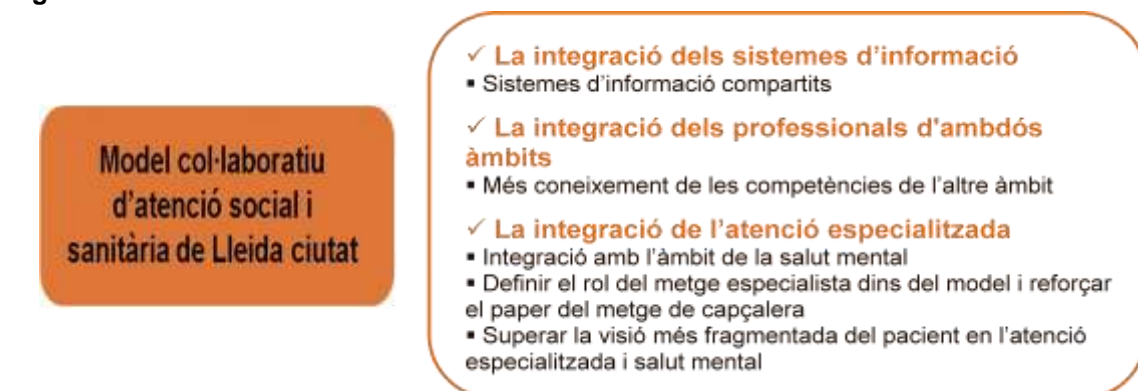 Model col·laboratiu
d'atenció social i
sanitària de Lleida ciutat
✓ La integració dels sistemes d'informació
▪ Sistemes d'informació compartits
✓ La integració dels professionals d'ambdós
àmbits
▪ Més coneixement de les competències de l'altre àmbit
✓ La integració de l'atenció especialitzada
▪ Integració amb l'àmbit de la salut mental
▪ Definir el rol del metge especialista dins del model i reforçar
el paper del metge de capçalera
▪ Superar la visió més fragmentada del pacient en l'atenció
especialitzada i salut mental